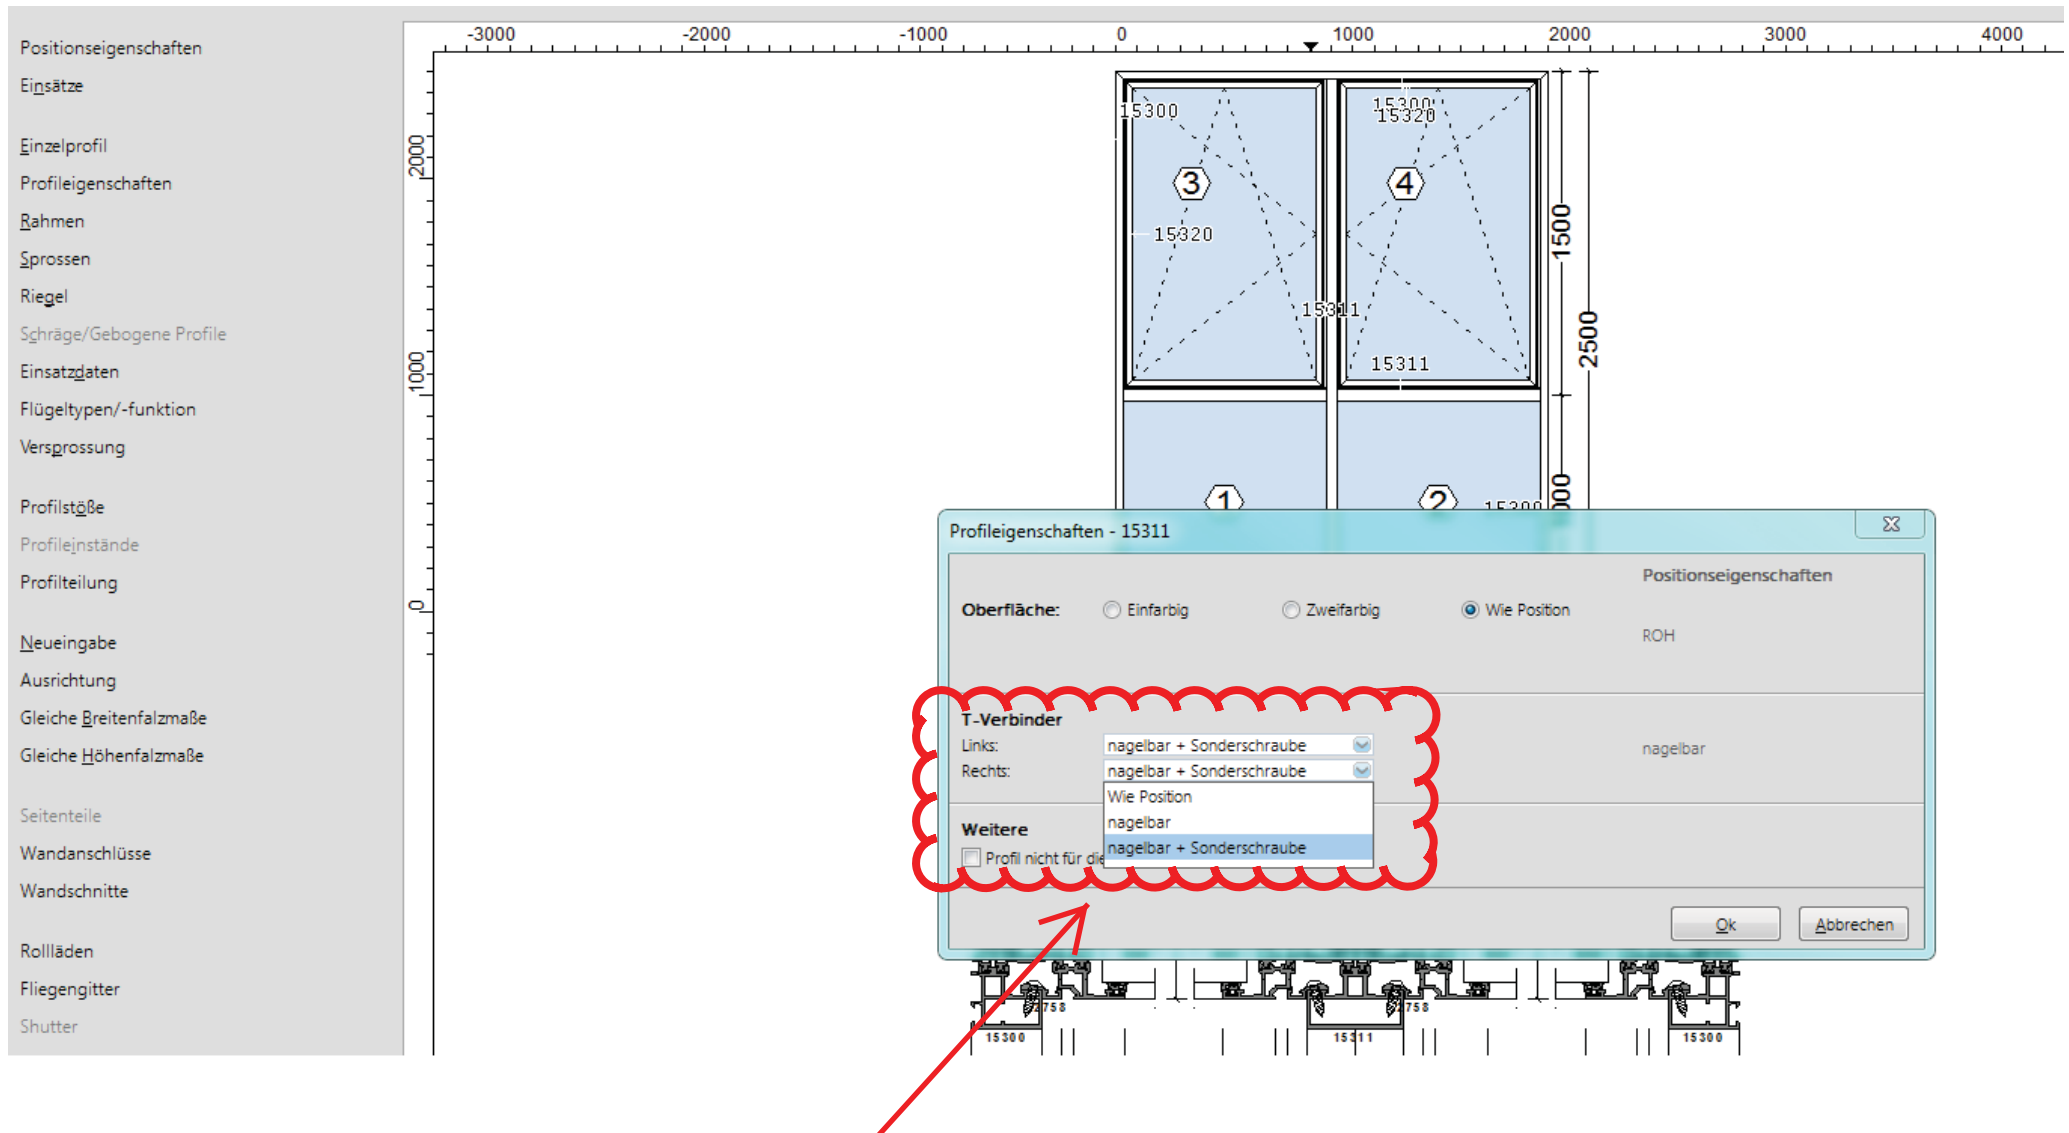 Positionseigenschaften
Einsätze
Einzelprofil
Profileigenschaften
Rahmen
Sprossen
Riegel
Schräge/Gebogene Profile
Einsatzdaten
Flügeltypen/-funktion
Versprossung
Profilstöße
Profileinstände
Profilteilung
Neueingabe
Ausrichtung
Gleiche Breitenfalzmaße
Gleiche Höhenfalzmaße
Seitenteile
Wandanschlüsse
Wandschnitte
Rollläden
Fliegengitter
Shutter
-3000 -2000 -1000 0 1000 2000 3000 4000
2000
1000
0
15300
15300
15320
3
4
15320
15311
15311
1500
2500
1
2
15300
Profileigenschaften - 15311
Positionseigenschaften
Oberfläche: Einfarbig Zweifarbig Wie Position
ROH
T-Verbinder
Links: nagelbar + Sonderschraube
nagelbar
Rechts: nagelbar + Sonderschraube
Wie Position
nagelbar
nagelbar + Sonderschraube
Weitere
Profil nicht für die
Ok Abbrechen
2758 2758
15300 15311 15300